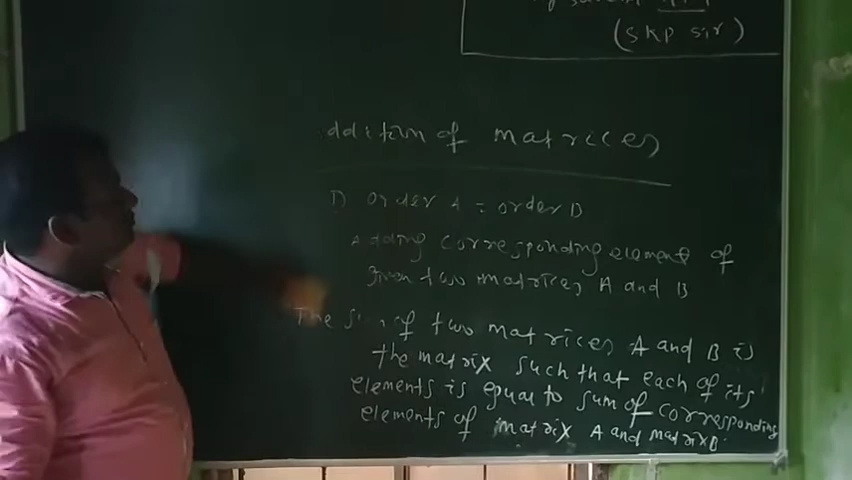 (SKP Sir)
ddition of matrices
1) Order A = order B
Adding corresponding element of
given two matrices A and B
The of two matrices A and B is
the matrix such that each of its
elements is equal to sum of corresponding
elements of matrix A and matrix B